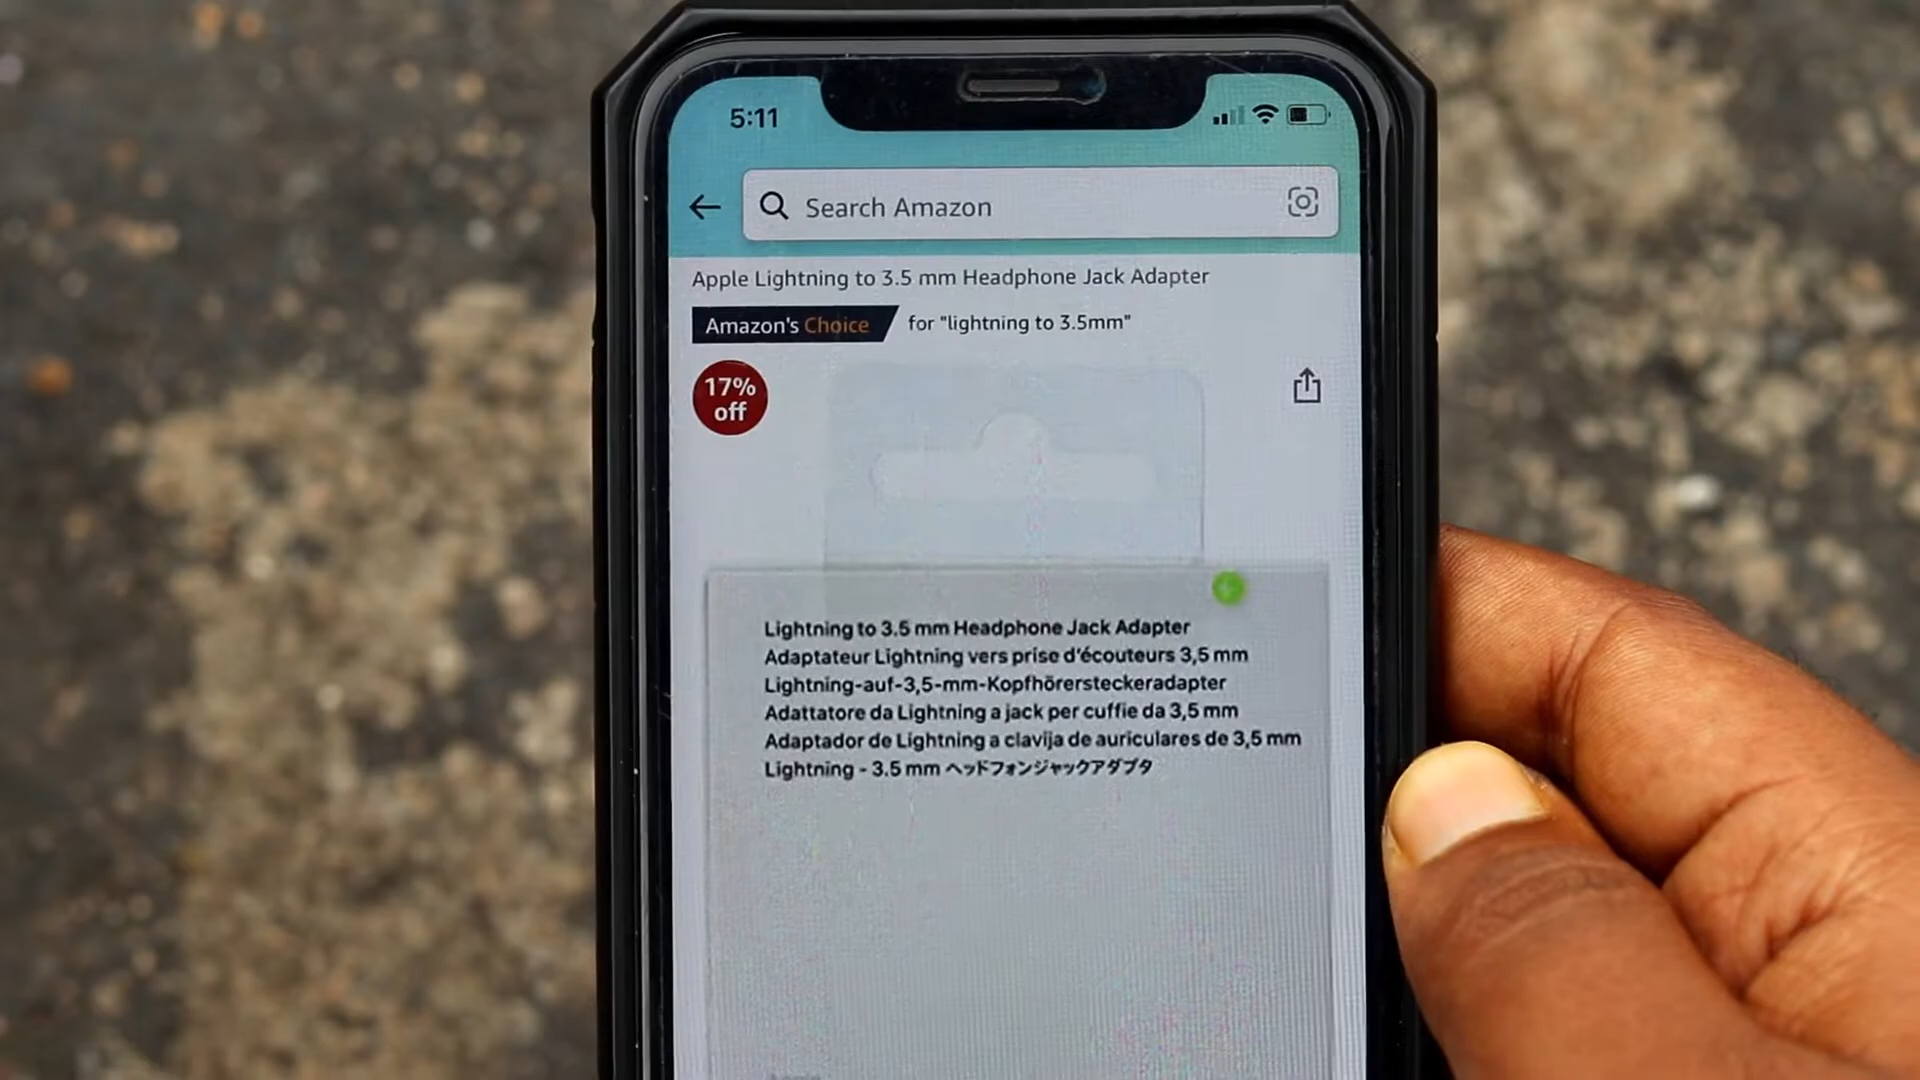 5:11
Search Amazon
Apple Lightning to 3.5 mm Headphone Jack Adapter
Amazon's Choice for "lightning to 3.5mm"
17%
off
Lightning to 3.5 mm Headphone Jack Adapter
Adaptateur Lightning vers prise d'écouteurs 3,5 mm
Lightning-auf-3,5-mm-Kopfhörersteckeradapter
Adattatore da Lightning a jack per cuffie da 3,5 mm
Adaptador de Lightning a clavija de auriculares de 3,5 mm
Lightning - 3.5 mm ヘッドフォンジャックアダプタ